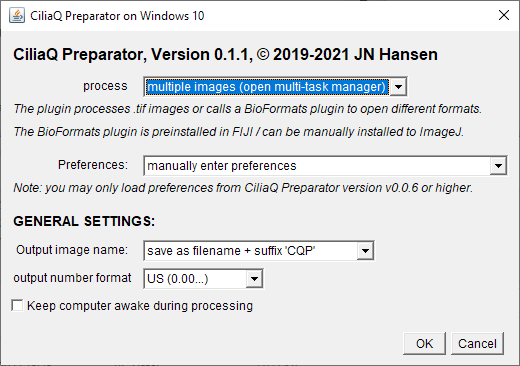 CiliaQ Preparator on Windows 10
CiliaQ Preparator, Version 0.1.1, © 2019-2021 JN Hansen
process multiple images (open multi-task manager)
The plugin processes .tif images or calls a BioFormats plugin to open different formats.
The BioFormats plugin is preinstalled in FIJI / can be manually installed to ImageJ.
Preferences: manually enter preferences
Note: you may only load preferences from CiliaQ Preparator version v0.0.6 or higher.
GENERAL SETTINGS:
Output image name: save as filename + suffix 'CQP'
output number format US (0.00...)
Keep computer awake during processing
OK Cancel